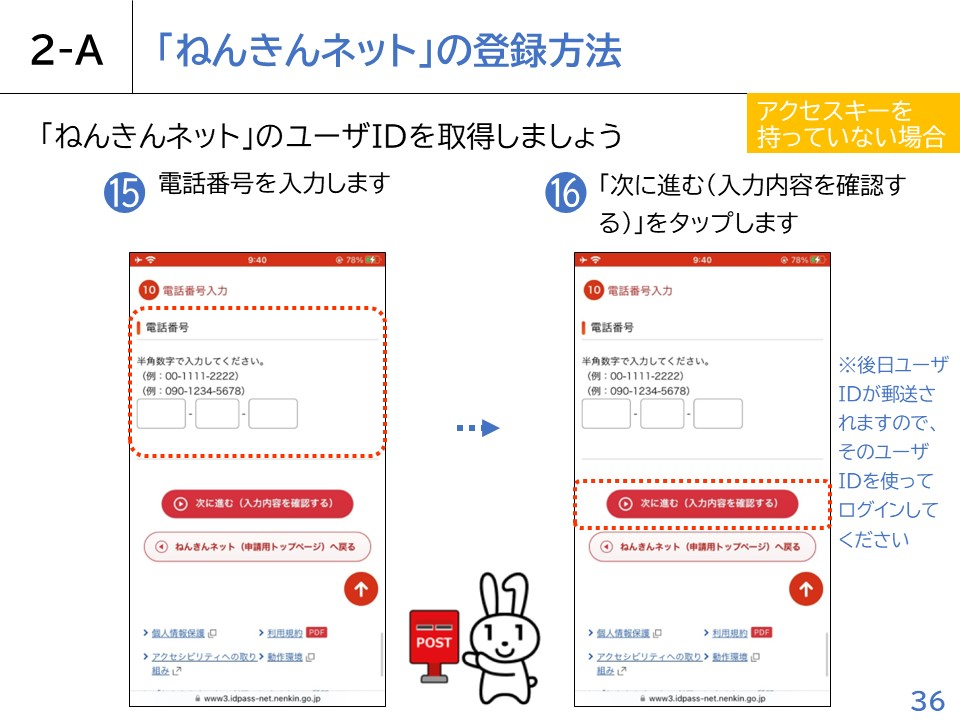 2-A
「ねんきんネット」の登録方法
アクセスキーを
持っていない場合
「ねんきんネット」のユーザIDを取得しましょう
15 電話番号を入力します
16 「次に進む（入力内容を確認す
る）」をタップします
9:40 78%
10 電話番号入力
電話番号
半角数字で入力してください。
（例：00-1111-2222）
（例：090-1234-5678）
- -
次に進む（入力内容を確認する）
ねんきんネット（申請用トップページ）へ戻る
個人情報保護 利用規約 PDF
アクセシビリティへの取り 動作環境
組み
www3.idpass-net.nenkin.go.jp
POST
9:40 78%
10 電話番号入力
電話番号
半角数字で入力してください。
（例：00-1111-2222）
（例：090-1234-5678）
- -
次に進む（入力内容を確認する）
ねんきんネット（申請用トップページ）へ戻る
個人情報保護 利用規約 PDF
アクセシビリティへの取り 動作環境
組み
www3.idpass-net.nenkin.go.jp
※後日ユーザ
IDが郵送さ
れますので、
そのユーザ
IDを使って
ログインして
ください
36